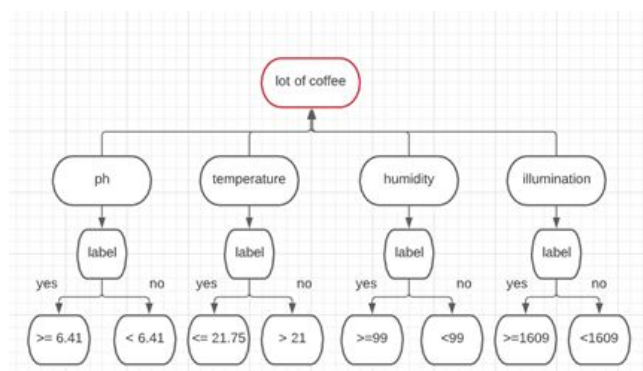 lot of coffee
ph temperature humidity illumination
label label label label
yes no yes no yes no yes no
>= 6.41 < 6.41 <= 21.75 > 21 >=99 <99 >=1609 <1609